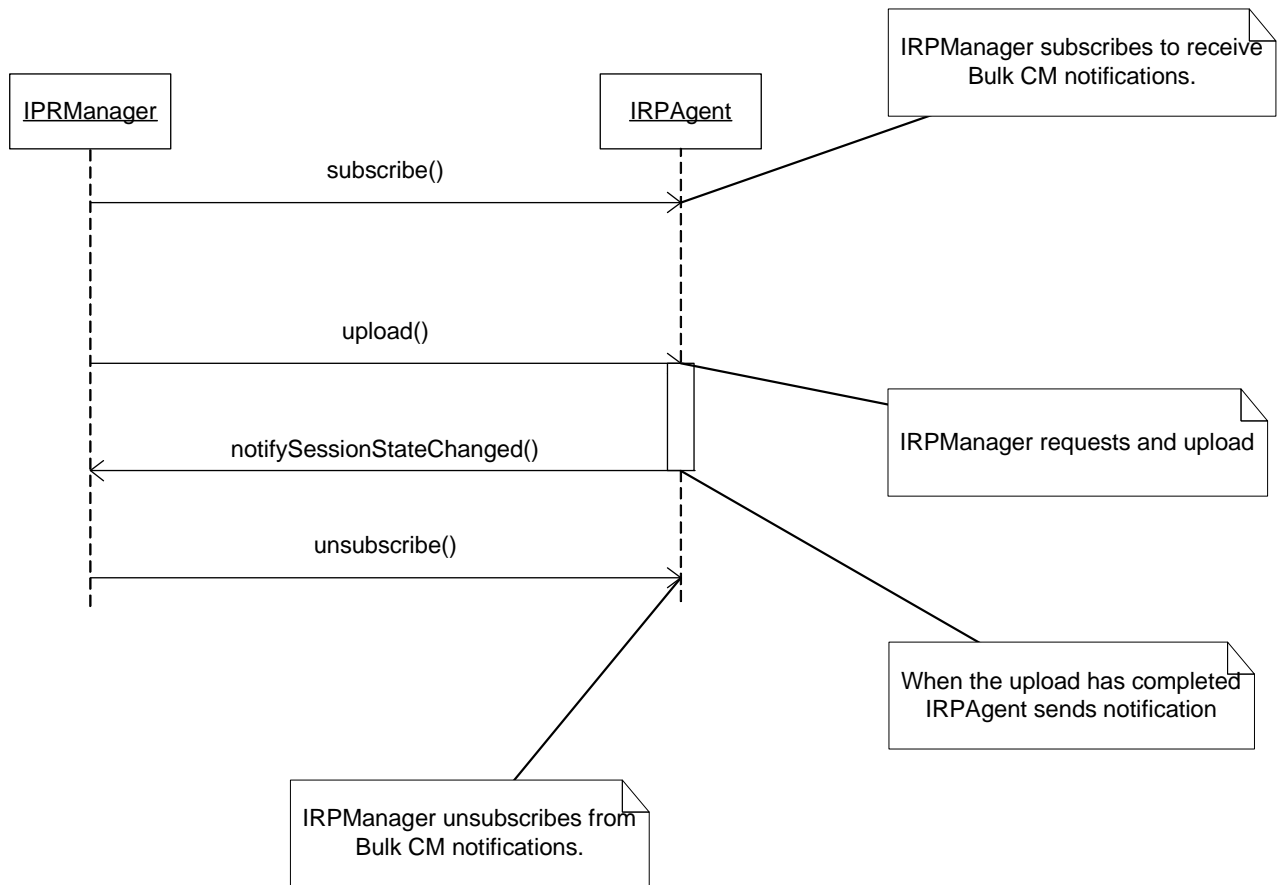 IRPManager subscribes to receive
Bulk CM notifications.
IPRManager
IRPAgent
subscribe()
upload()
IRPManager requests and upload
notifySessionStateChanged()
unsubscribe()
When the upload has completed
IRPAgent sends notification
IRPManager unsubscribes from
Bulk CM notifications.